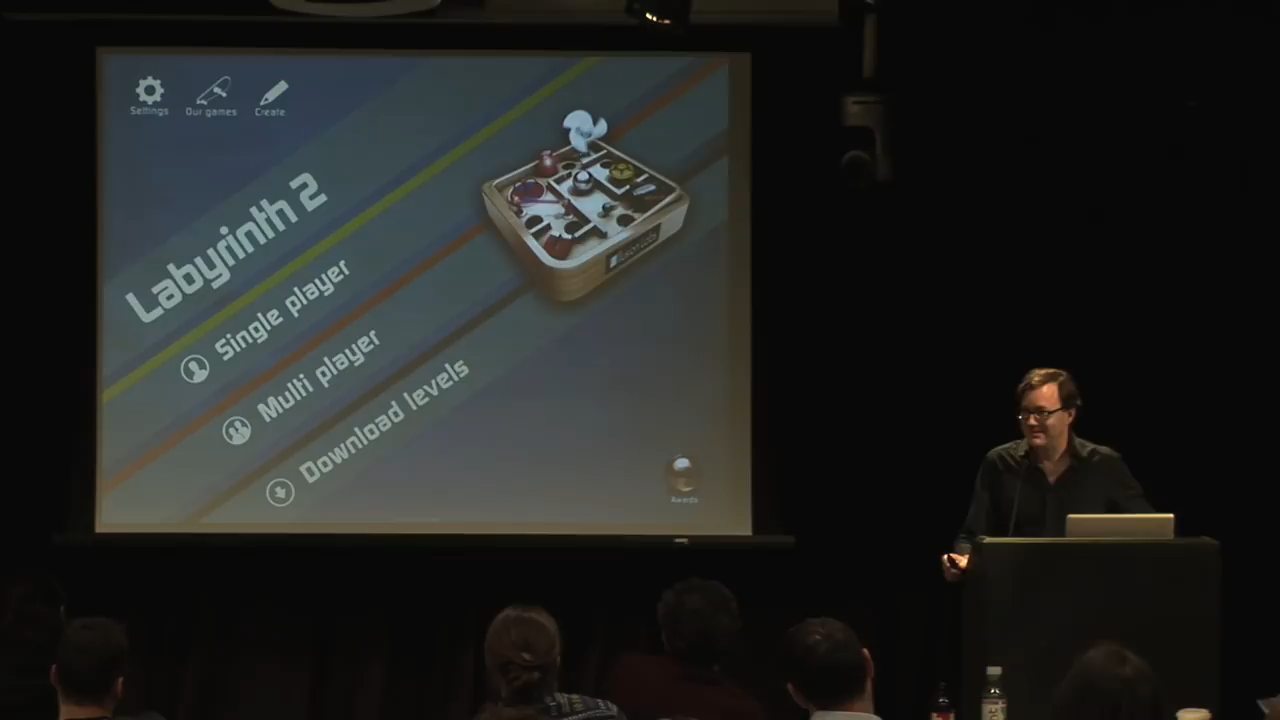 Settings
Our games
Create
Labyrinth 2
Single player
Multi player
Download levels
Awards